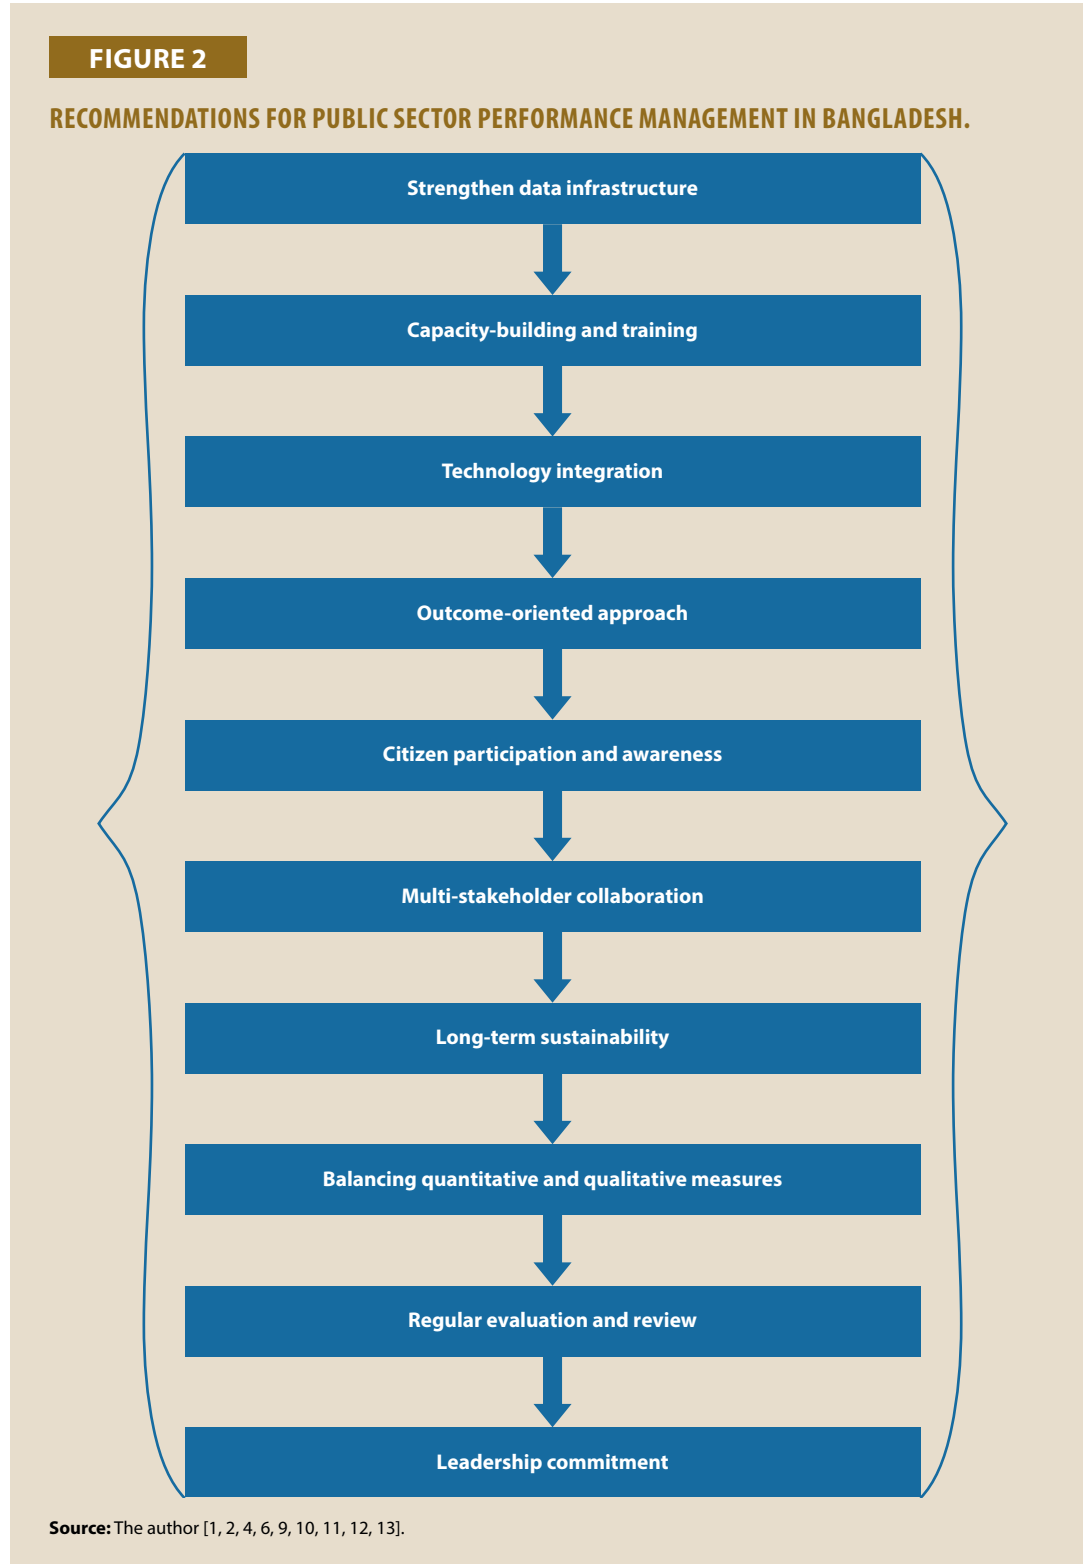 FIGURE 2
RECOMMENDATIONS FOR PUBLIC SECTOR PERFORMANCE MANAGEMENT IN BANGLADESH.
Strengthen data infrastructure
Capacity-building and training
Technology integration
Outcome-oriented approach
Citizen participation and awareness
Multi-stakeholder collaboration
Long-term sustainability
Balancing quantitative and qualitative measures
Regular evaluation and review
Leadership commitment
Source: The author [1, 2, 4, 6, 9, 10, 11, 12, 13].